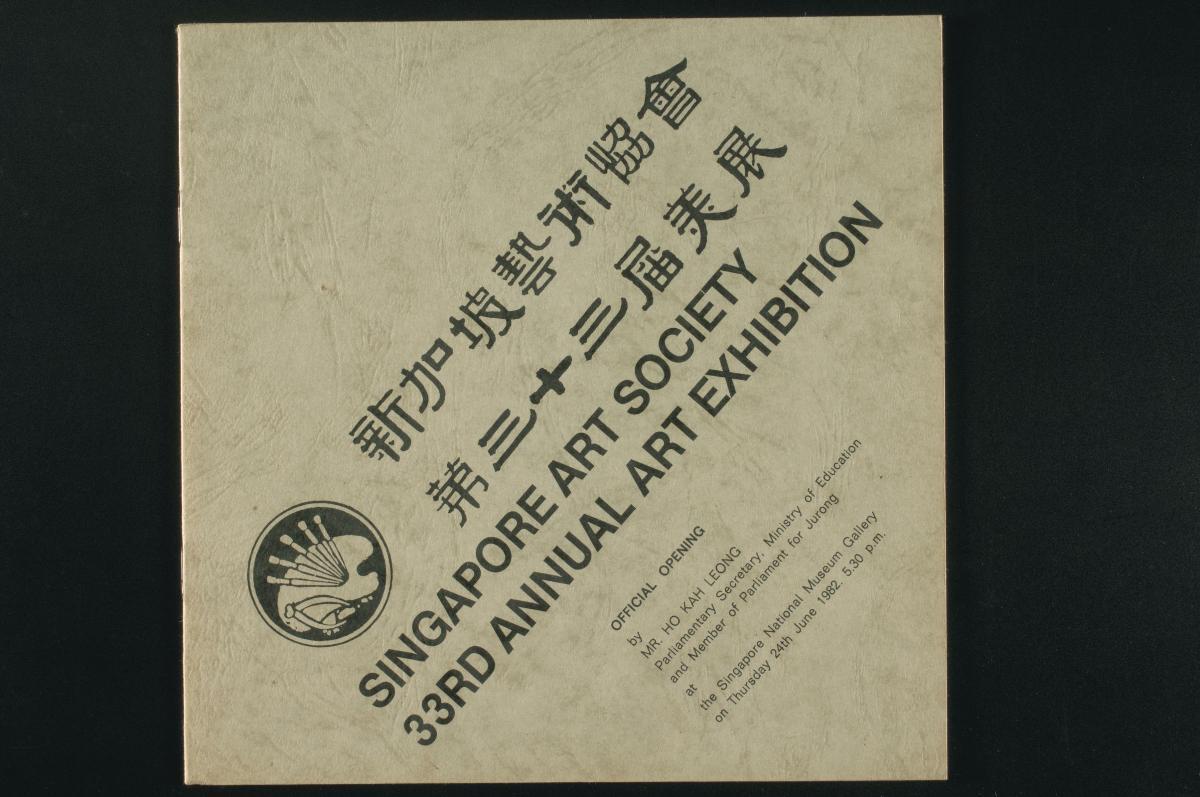 新加坡藝術協會
第三十三届美展
SINGAPORE ART SOCIETY
33RD ANNUAL ART EXHIBITION
OFFICIAL OPENING
by
MR. HO KAH LEONG
Parliamentary Secretary, Ministry of Education
and Member of Parliament for Jurong
at
the Singapore National Museum Gallery
on Thursday 24th June 1982. 5.30 p.m.